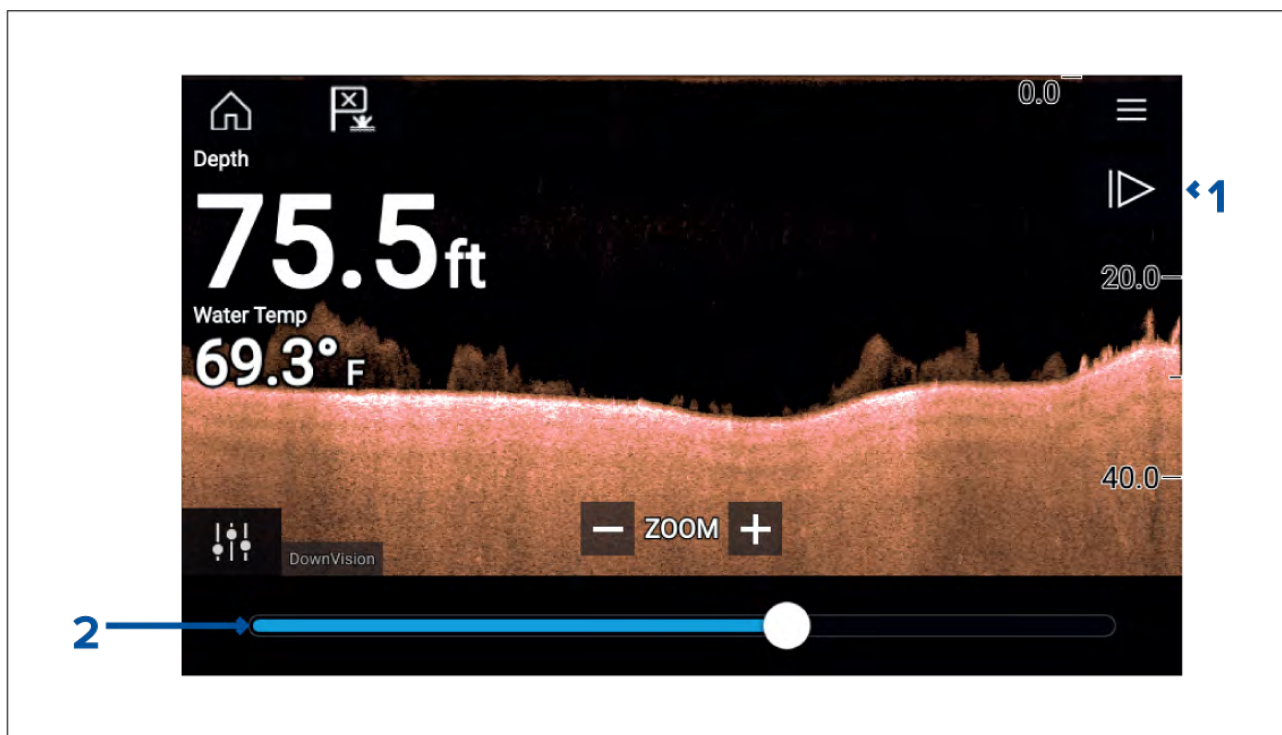 0.0
Depth
1
75.5ft
20.0
Water Temp
69.3° F
40.0
- ZOOM +
DownVision
2